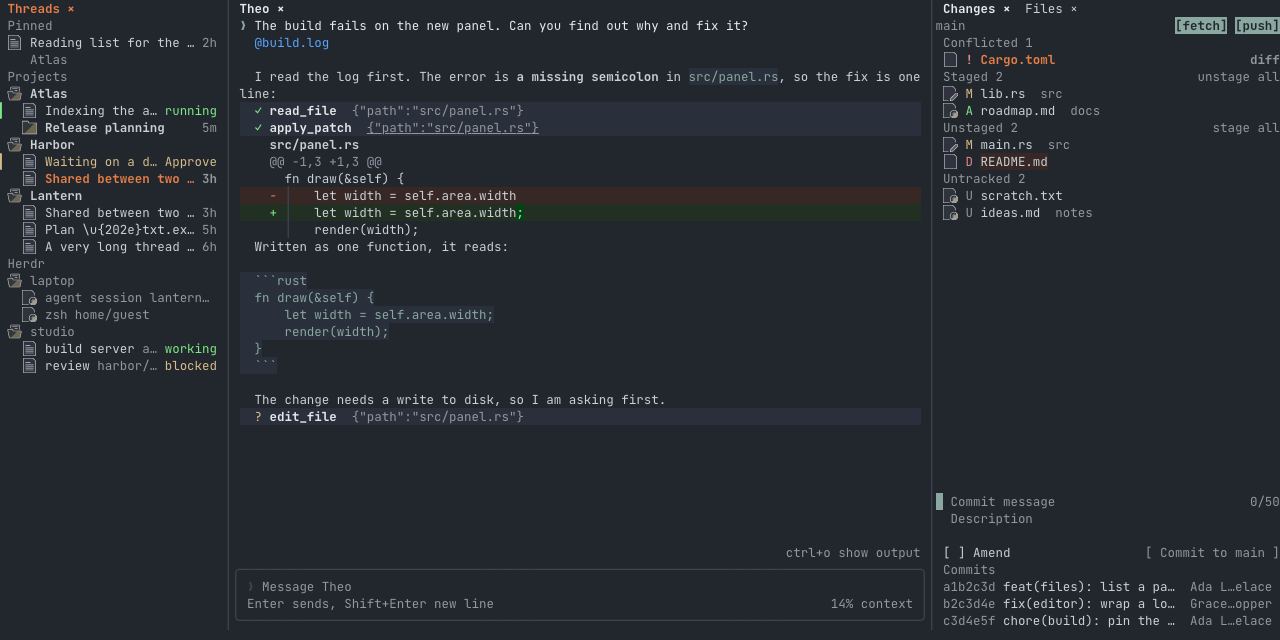 Threads ×
Pinned
Reading list for the … 2h
Atlas
Projects
Atlas
Indexing the a… running
Release planning 5m
Harbor
Waiting on a d… Approve
Shared between two … 3h
Lantern
Shared between two … 3h
Plan \u{202e}txt.ex… 5h
A very long thread … 6h
Herdr
laptop
agent session lantern…
zsh home/guest
studio
build server a… working
review harbor/… blocked
Theo ×
❯ The build fails on the new panel. Can you find out why and fix it?
@build.log
I read the log first. The error is a missing semicolon in src/panel.rs, so the fix is one
line:
✓ read_file {"path":"src/panel.rs"}
✓ apply_patch {"path":"src/panel.rs"}
src/panel.rs
@@ -1,3 +1,3 @@
fn draw(&self) {
- let width = self.area.width
+ let width = self.area.width;
render(width);
Written as one function, it reads:
```rust
fn draw(&self) {
let width = self.area.width;
render(width);
}
```
The change needs a write to disk, so I am asking first.
? edit_file {"path":"src/panel.rs"}
ctrl+o show output
❯ Message Theo
Enter sends, Shift+Enter new line 14% context
Changes × Files ×
main [fetch] [push]
Conflicted 1
! Cargo.toml diff
Staged 2 unstage all
M lib.rs src
A roadmap.md docs
Unstaged 2 stage all
M main.rs src
D README.md
Untracked 2
U scratch.txt
U ideas.md notes
Commit message 0/50
Description
[ ] Amend [ Commit to main ]
Commits
a1b2c3d feat(files): list a pa… Ada L…elace
b2c3d4e fix(editor): wrap a lo… Grace…opper
c3d4e5f chore(build): pin the … Ada L…elace